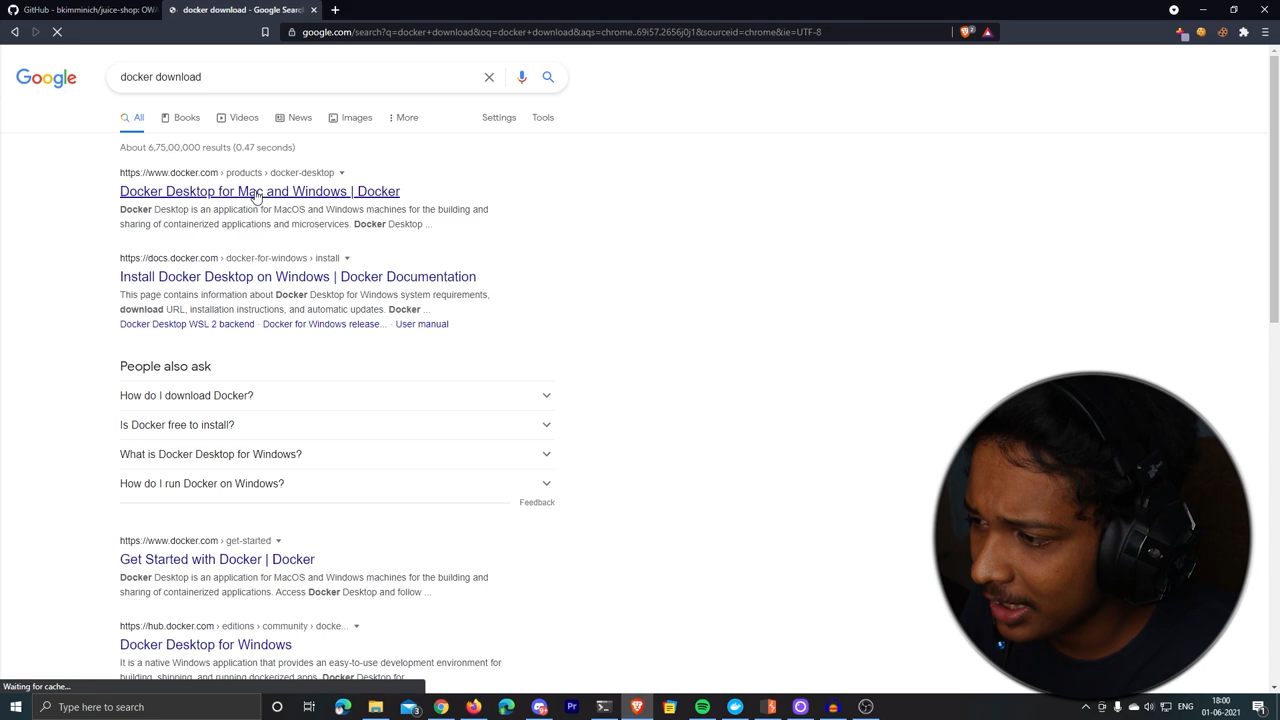 GitHub - bkimminich/juice-shop: OWA
docker download - Google Search
google.com/search?q=docker+download&oq=docker+download&aqs=chrome..69i57.2656j0j1&sourceid=chrome&ie=UTF-8
Google
docker download
All
Books
Videos
News
Images
More
Settings
Tools
About 6,75,00,000 results (0.47 seconds)
https://www.docker.com › products › docker-desktop
Docker Desktop for Mac and Windows | Docker
Docker Desktop is an application for MacOS and Windows machines for the building and
sharing of containerized applications and microservices. Docker Desktop ...
https://docs.docker.com › docker-for-windows › install
Install Docker Desktop on Windows | Docker Documentation
This page contains information about Docker Desktop for Windows system requirements,
download URL, installation instructions, and automatic updates. Docker ...
Docker Desktop WSL 2 backend · Docker for Windows release... · User manual
People also ask
How do I download Docker?
Is Docker free to install?
What is Docker Desktop for Windows?
How do I run Docker on Windows?
Feedback
https://www.docker.com › get-started
Get Started with Docker | Docker
Docker Desktop is an application for MacOS and Windows machines for the building and
sharing of containerized applications. Access Docker Desktop and follow ...
https://hub.docker.com › editions › community › docke...
Docker Desktop for Windows
It is a native Windows application that provides an easy-to-use development environment for
building, shipping, and running dockerized apps. Docker Desktop for
Waiting for cache...
Type here to search
ENG
18:00
01-06-2021